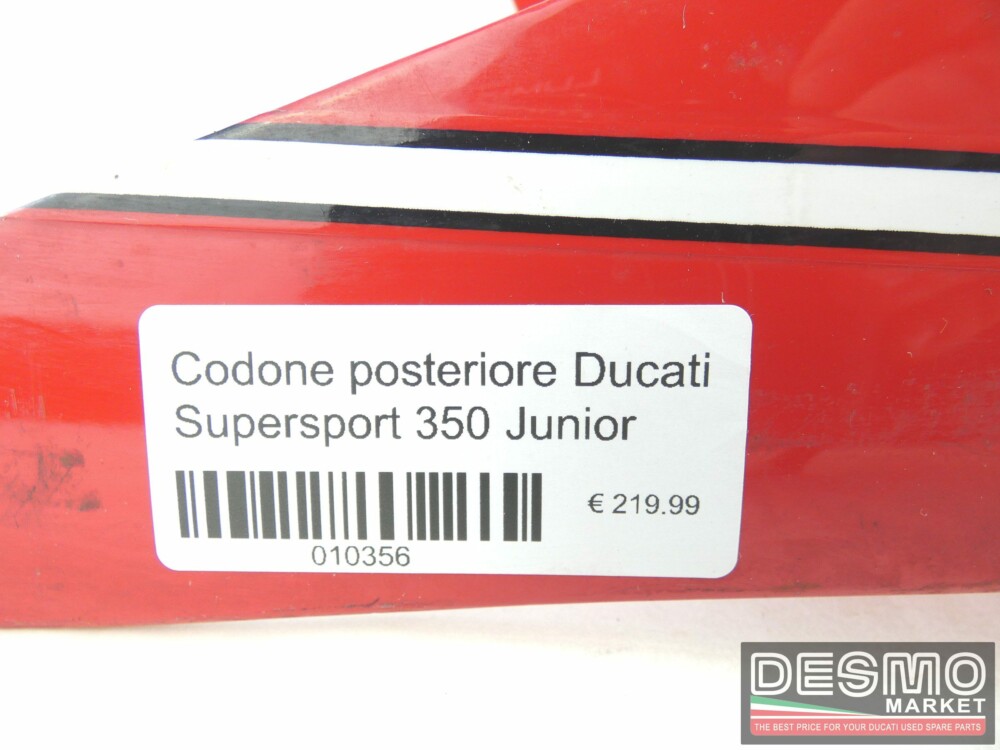 Codone posteriore Ducati
Supersport 350 Junior
€ 219.99
010356
DESMO
MARKET
THE BEST PRICE FOR YOUR DUCATI USED SPARE PARTS